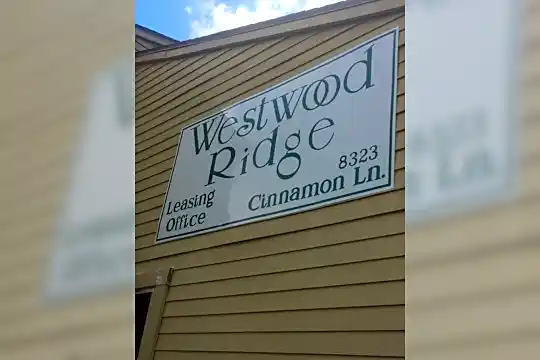 Westwood
Ridge
8323
Leasing
Office
Cinnamon Ln.